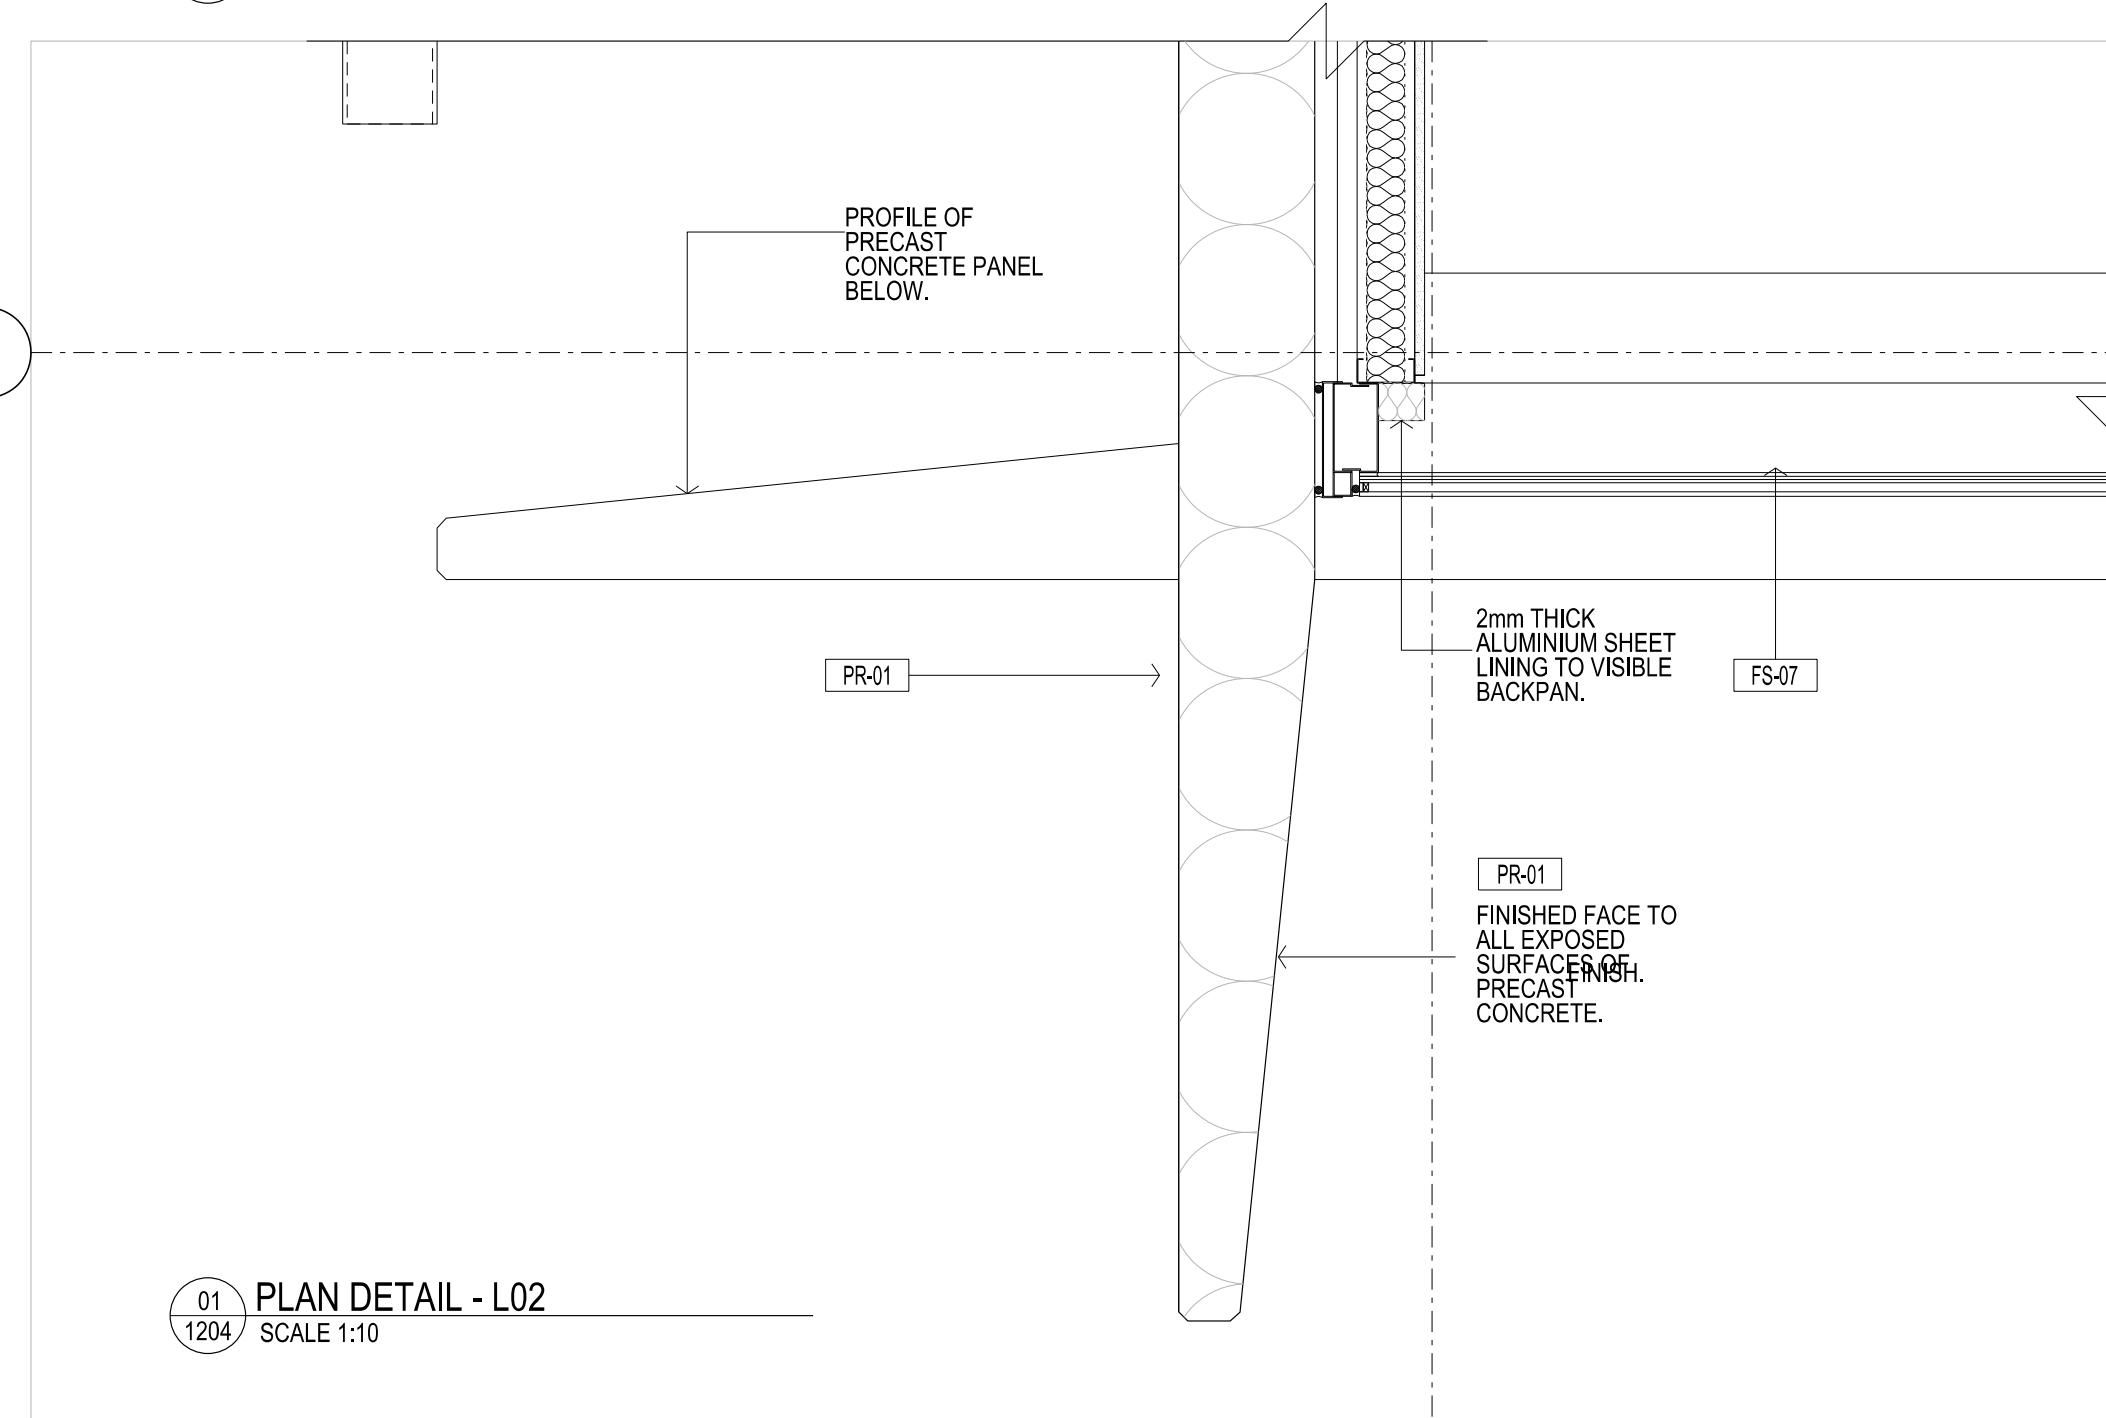 PROFILE OF
PRECAST
CONCRETE PANEL
BELOW.
PR-01
2mm THICK
ALUMINIUM SHEET
LINING TO VISIBLE
BACKPAN.
FS-07
PR-01
FINISHED FACE TO
ALL EXPOSED
SURFACES OF
FINISH.
PRECAST
CONCRETE.
01
1204
PLAN DETAIL - L02
SCALE 1:10